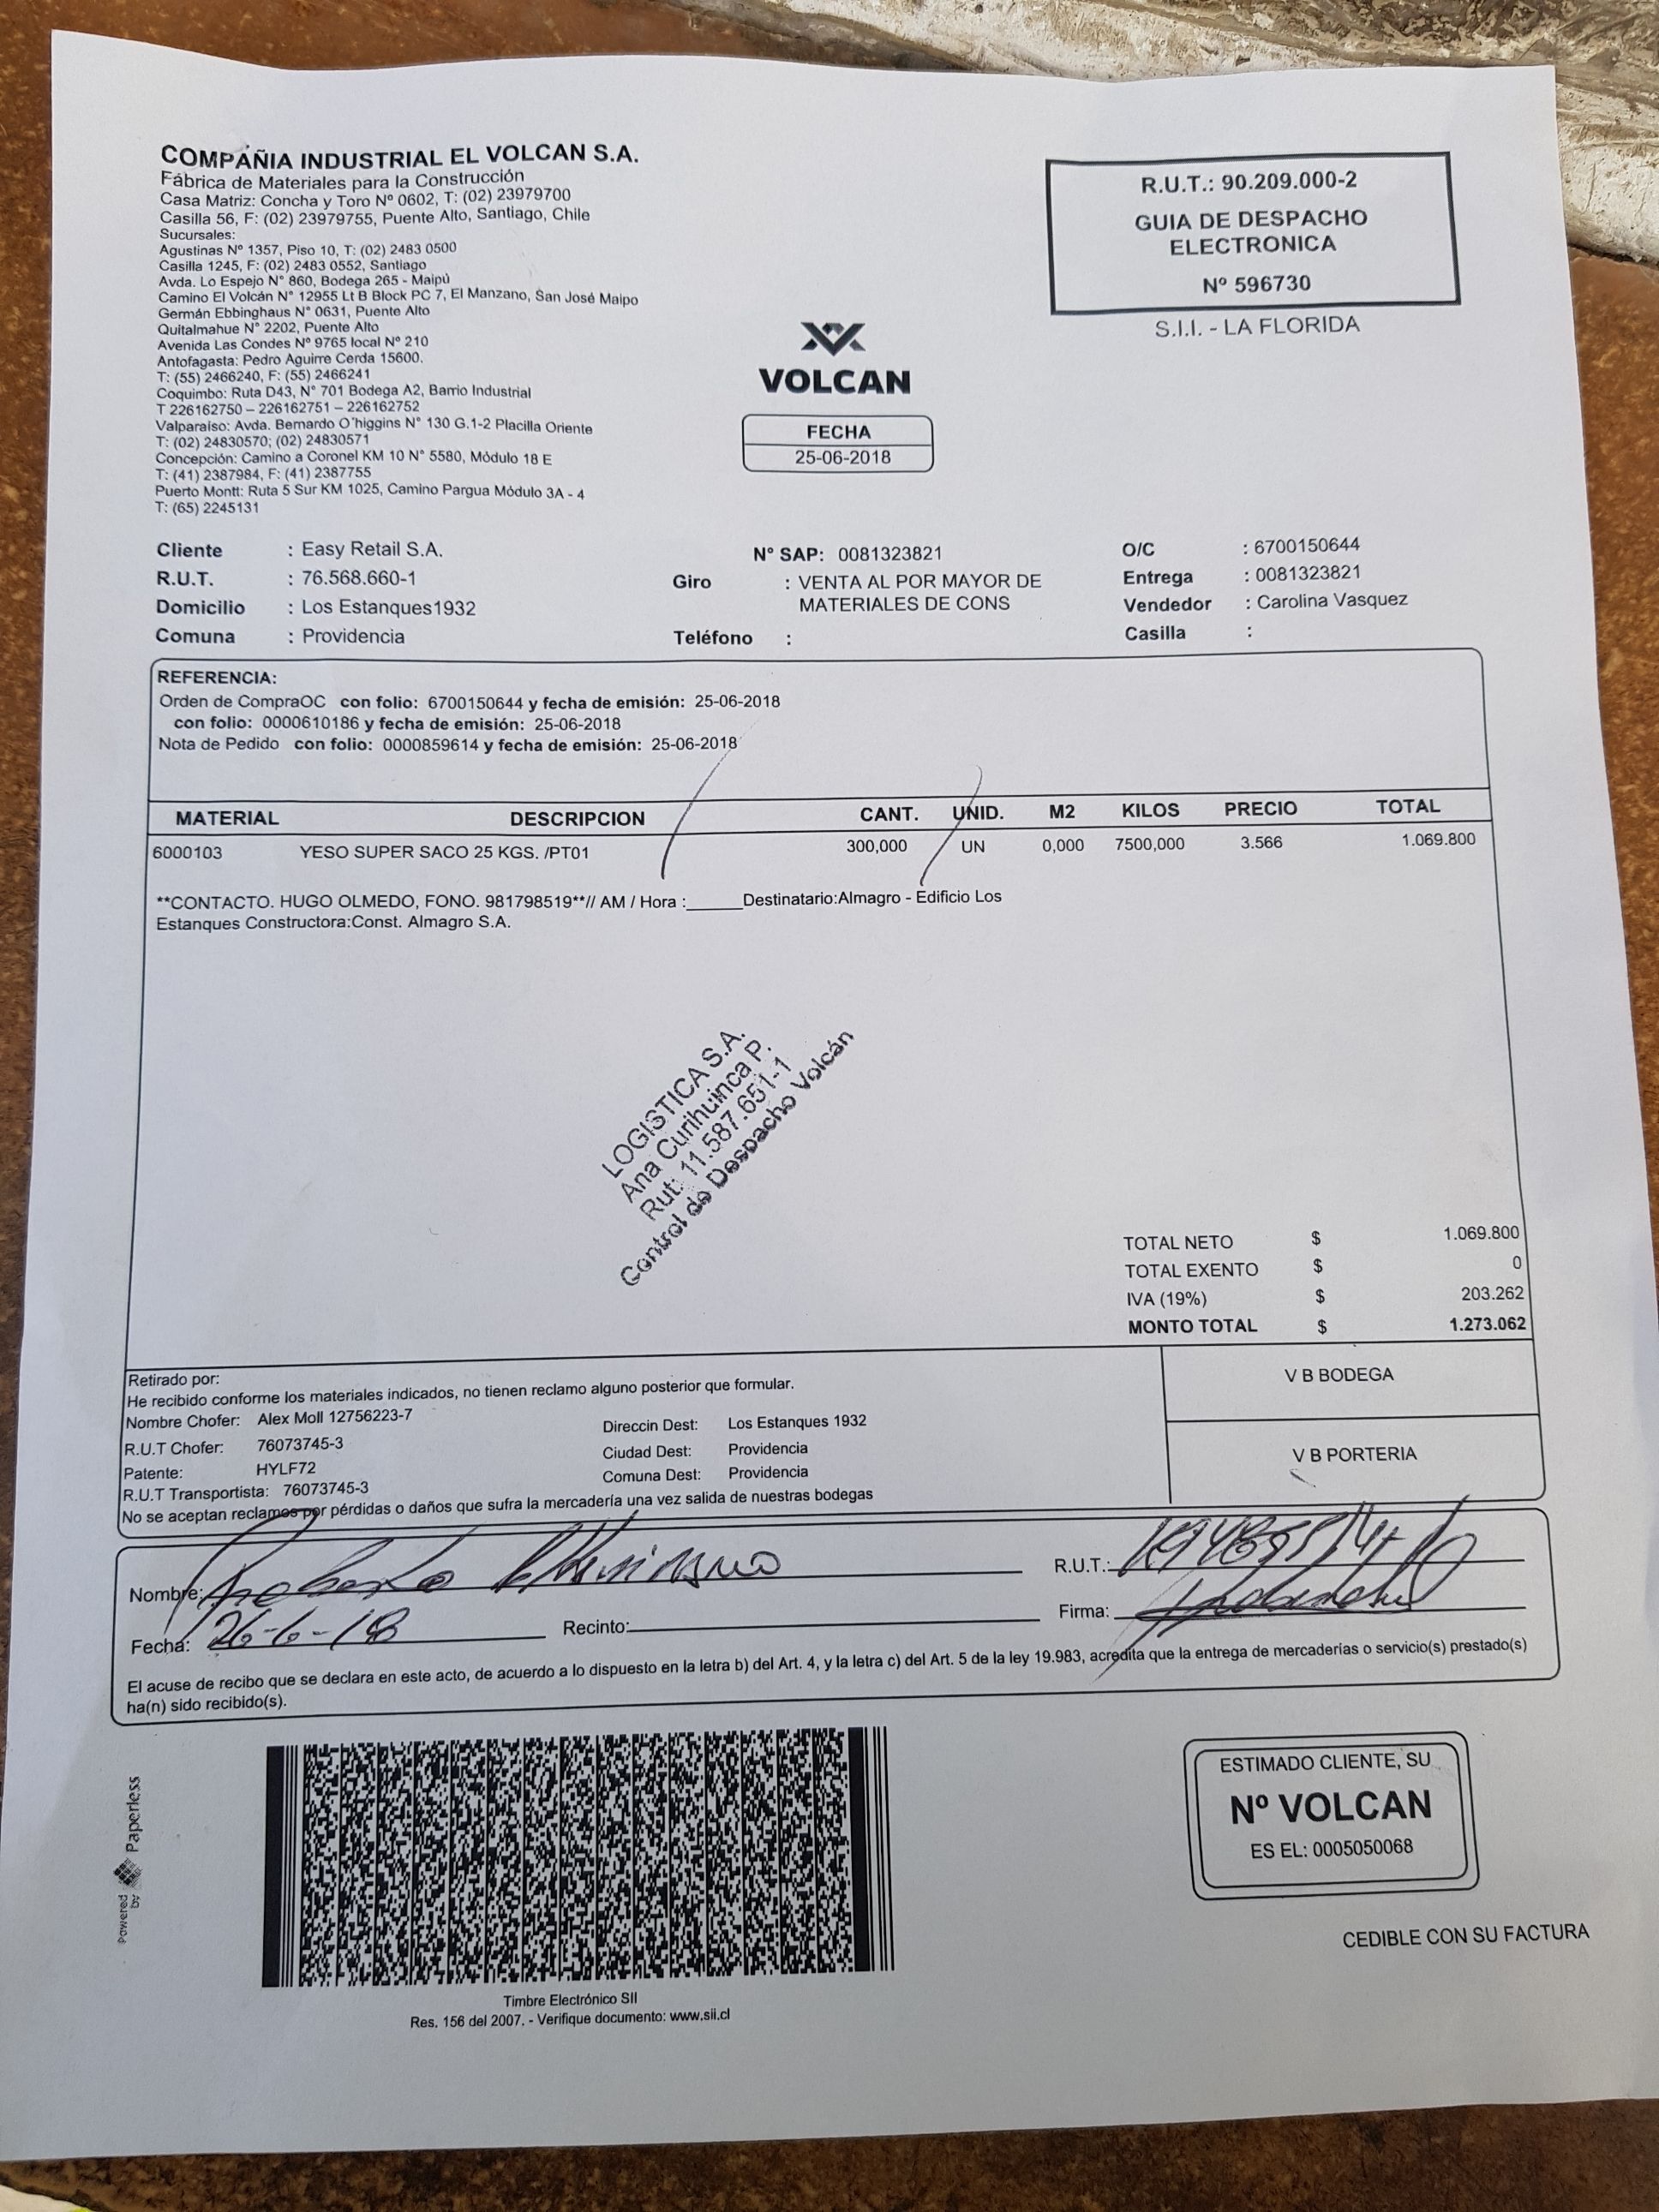 COMPAÑIA INDUSTRIAL EL VOLCAN S.A.
Fábrica de Materiales para la Construcción
Casa Matriz: Concha y Toro Nº 0602, T: (02) 23979700
Casilla 56, F: (02) 23979755, Puente Alto, Santiago, Chile
Sucursales:
Agustinas Nº 1357, Piso 10, T: (02) 2483 0500
Casilla 1245, F: (02) 2483 0552, Santiago
Avda. Lo Espejo N° 860, Bodega 265 - Maipú
Camino El Volcán N° 12955 Lt B Block PC 7, El Manzano, San José Maipo
Germán Ebbinghaus N° 0631, Puente Alto
Quitalmahue N° 2202, Puente Alto
Avenida Las Condes Nº 9765 local Nº 210
Antofagasta: Pedro Aguirre Cerda 15600.
T: (55) 2466240, F: (55) 2466241
Coquimbo: Ruta D43, N° 701 Bodega A2, Barrio Industrial
T 226162750 – 226162751 – 226162752
Valparaíso: Avda. Bernardo O'higgins N° 130 G.1-2 Placilla Oriente
T: (02) 24830570; (02) 24830571
Concepción: Camino a Coronel KM 10 N° 5580, Módulo 18 E
T: (41) 2387984, F: (41) 2387755
Puerto Montt: Ruta 5 Sur KM 1025, Camino Pargua Módulo 3A - 4
T: (65) 2245131
R.U.T.: 90.209.000-2
GUIA DE DESPACHO
ELECTRONICA
Nº 596730
S.I.I. - LA FLORIDA
VOLCAN
FECHA
25-06-2018
Cliente : Easy Retail S.A. N° SAP: 0081323821 O/C : 6700150644
R.U.T. : 76.568.660-1 Giro : VENTA AL POR MAYOR DE Entrega : 0081323821
Domicilio : Los Estanques1932 MATERIALES DE CONS Vendedor : Carolina Vasquez
Comuna : Providencia Teléfono : Casilla :
REFERENCIA:
Orden de CompraOC con folio: 6700150644 y fecha de emisión: 25-06-2018
con folio: 0000610186 y fecha de emisión: 25-06-2018
Nota de Pedido con folio: 0000859614 y fecha de emisión: 25-06-2018
MATERIAL DESCRIPCION CANT. UNID. M2 KILOS PRECIO TOTAL
6000103 YESO SUPER SACO 25 KGS. /PT01 300,000 UN 0,000 7500,000 3.566 1.069.800
**CONTACTO. HUGO OLMEDO, FONO. 981798519**// AM / Hora :______Destinatario:Almagro - Edificio Los
Estanques Constructora:Const. Almagro S.A.
LOGISTICA S.A.
Ana Curihuinca P.
Rut: 11.587.651-1
Control de Despacho Volcán
TOTAL NETO $ 1.069.800
TOTAL EXENTO $ 0
IVA (19%) $ 203.262
MONTO TOTAL $ 1.273.062
Retirado por:
He recibido conforme los materiales indicados, no tienen reclamo alguno posterior que formular.
Nombre Chofer: Alex Moll 12756223-7 Direccin Dest: Los Estanques 1932
R.U.T Chofer: 76073745-3 Ciudad Dest: Providencia
Patente: HYLF72 Comuna Dest: Providencia
R.U.T Transportista: 76073745-3
No se aceptan reclamos por pérdidas o daños que sufra la mercadería una vez salida de nuestras bodegas
V B BODEGA
V B PORTERIA
Nombre: R.U.T.:
Fecha: 26-6-18 Recinto: Firma:
El acuse de recibo que se declara en este acto, de acuerdo a lo dispuesto en la letra b) del Art. 4, y la letra c) del Art. 5 de la ley 19.983, acredita que la entrega de mercaderías o servicio(s) prestado(s)
ha(n) sido recibido(s).
Powered by Paperless
Timbre Electrónico SII
Res. 156 del 2007. - Verifique documento: www.sii.cl
ESTIMADO CLIENTE, SU
Nº VOLCAN
ES EL: 0005050068
CEDIBLE CON SU FACTURA